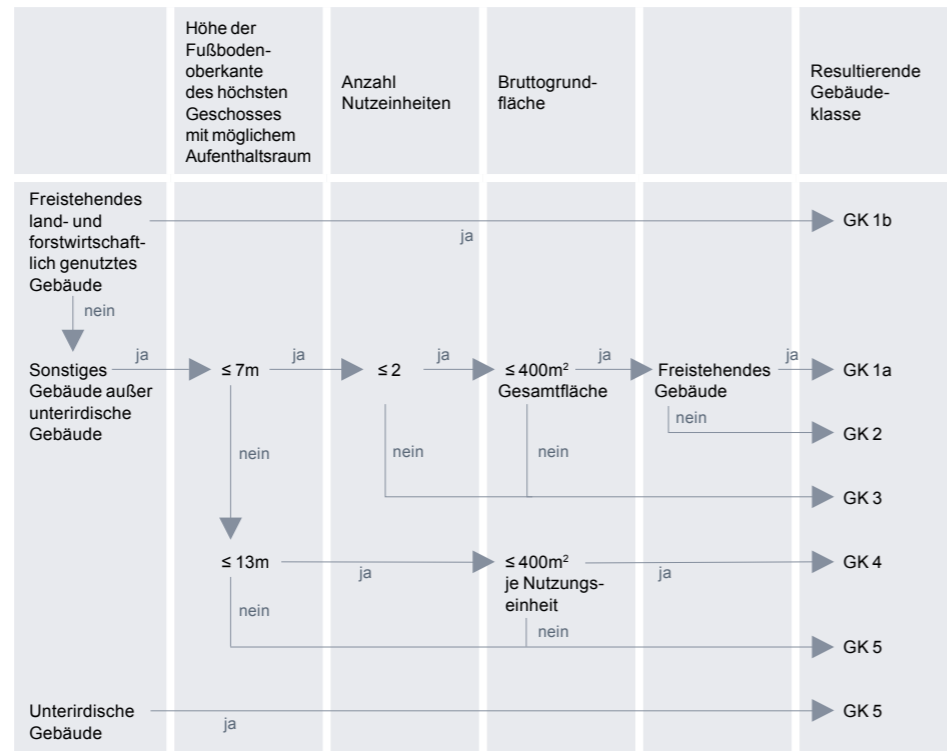 Höhe der
Fußboden-
oberkante
des höchsten
Geschosses
mit möglichem
Aufenthaltsraum
Anzahl
Nutzeinheiten
Bruttogrund-
fläche
Resultierende
Gebäude-
klasse
Freistehendes
land- und
forstwirtschaft-
lich genutztes
Gebäude
ja
GK 1b
nein
Sonstiges
Gebäude außer
unterirdische
Gebäude
ja
≤ 7m
ja
≤ 2
ja
≤ 400m²
Gesamtfläche
ja
Freistehendes
Gebäude
ja
GK 1a
nein
GK 2
nein
nein
nein
GK 3
≤ 13m
ja
≤ 400m²
je Nutzungs-
einheit
ja
GK 4
nein
nein
GK 5
Unterirdische
Gebäude
ja
GK 5